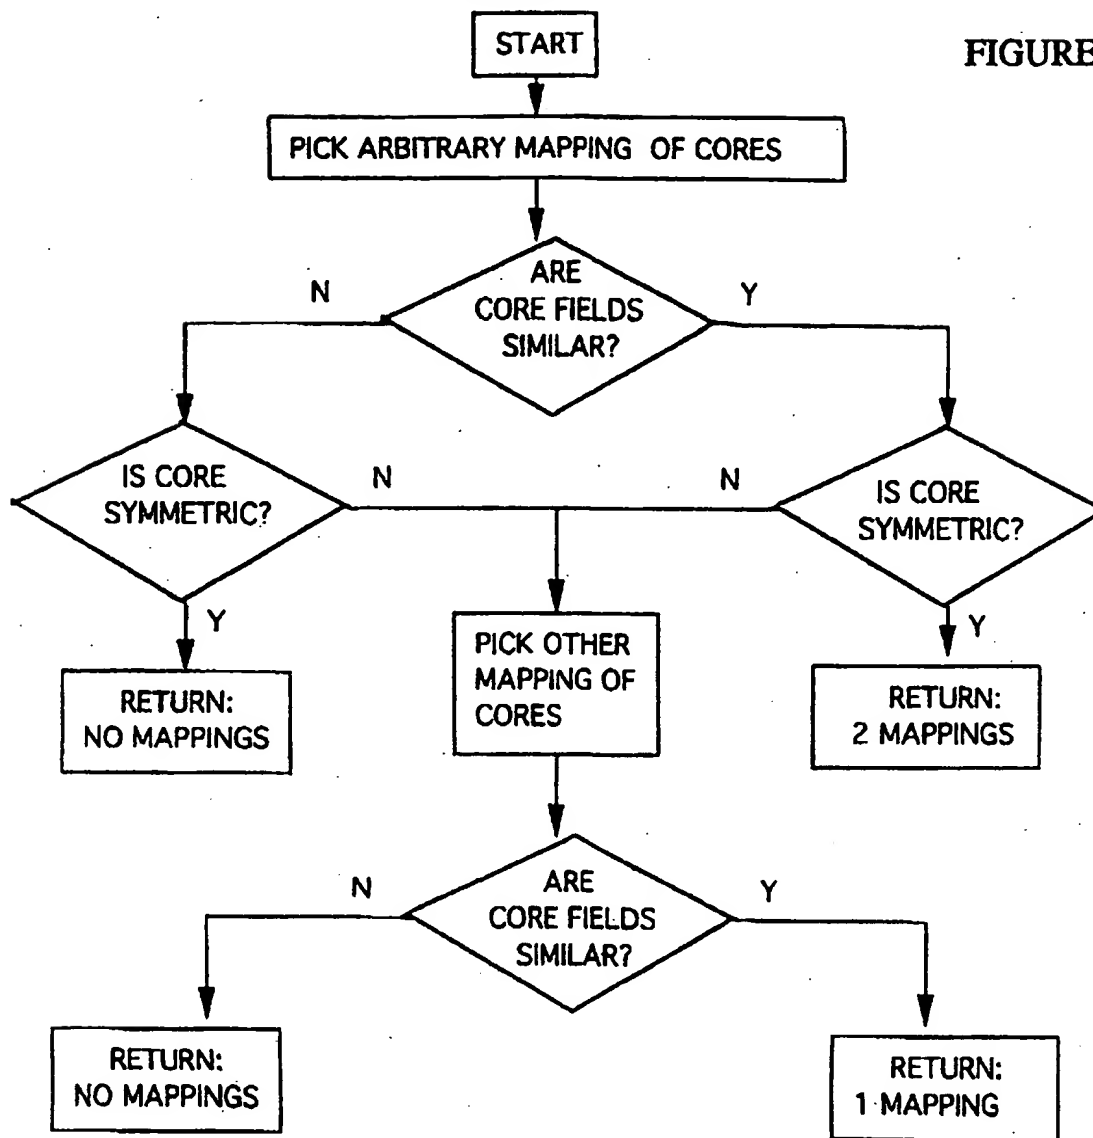 START
FIGURE
PICK ARBITRARY MAPPING OF CORES
ARE
CORE FIELDS
SIMILAR?
N
Y
IS CORE
SYMMETRIC?
N
N
IS CORE
SYMMETRIC?
Y
Y
PICK OTHER
MAPPING OF
CORES
RETURN:
NO MAPPINGS
RETURN:
2 MAPPINGS
ARE
CORE FIELDS
SIMILAR?
N
Y
RETURN:
NO MAPPINGS
RETURN:
1 MAPPING